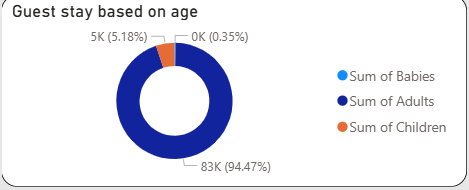 Guest stay based on age
5K (5.18%)
0K (0.35%)
Sum of Babies
Sum of Adults
Sum of Children
83K (94.47%)